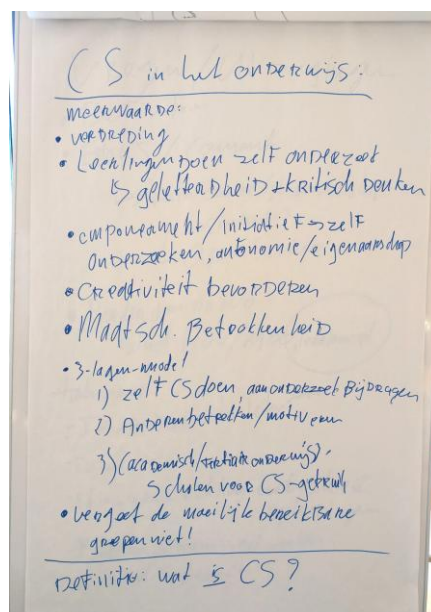 CS in het onderwijs:
meerwaarde:
• verbreding
• Leerlingen doen zelf onderzoek
↳ geletterdheid + kritisch denken
• empowerment/initiatief → zelf
onderzoeken, autonomie/eigenaarschap
• Creativiteit bevorderen
• Maatsch. Betrokkenheid
• 3-lagen-model
1) zelf CS doen, aan onderzoek Bijdragen
2) Anderen betrekken/motiveren
3) (academisch/tertiair onderwijs).
Scholen voor CS-gebruik
• vergeet de moeilijk bereikbare
groepen niet!
Definitie: wat is CS?